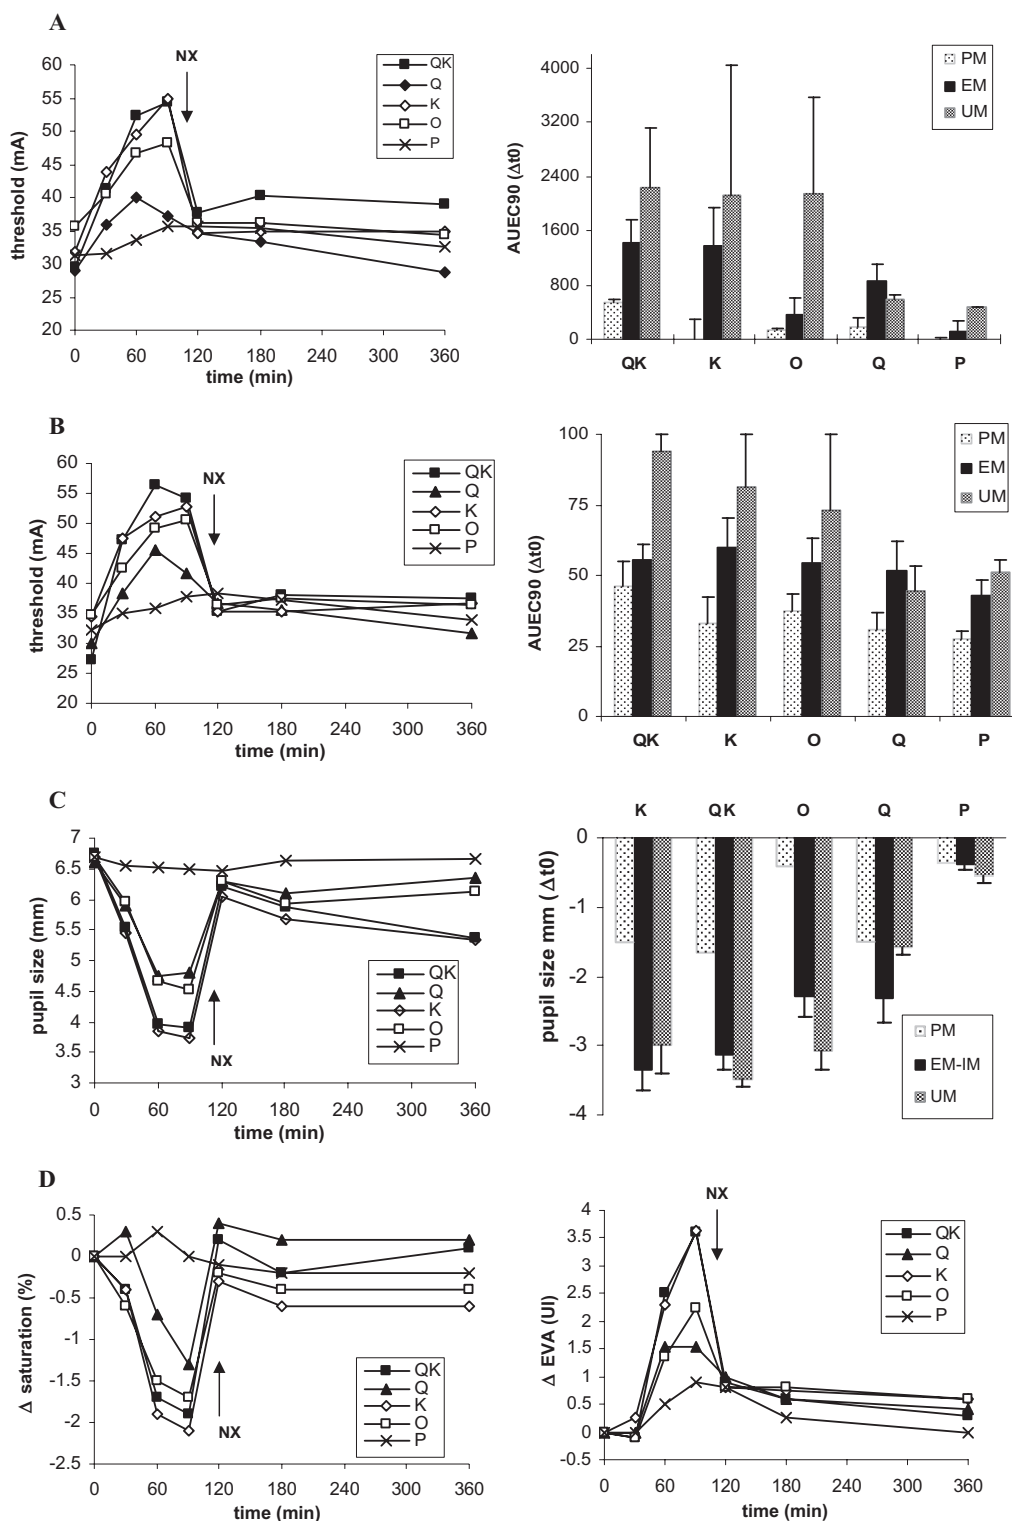 A
threshold (mA)
60
55
50
45
40
35
30
25
20
0 60 120 180 240 300 360
time (min)
NX
QK
Q
K
O
P
AUEC90 (Δt0)
4000
3200
2400
1600
800
0
QK K O Q P
PM
EM
UM
B
threshold (mA)
60
55
50
45
40
35
30
25
20
0 60 120 180 240 300 360
time (min)
NX
QK
Q
K
O
P
AUEC90 (Δt0)
100
75
50
25
0
QK K O Q P
PM
EM
UM
C
pupil size (mm)
7
6.5
6
5.5
5
4.5
4
3.5
3
0 60 120 180 240 300 360
time (min)
NX
QK
Q
K
O
P
K QK O Q P
pupil size mm ( Δt0)
0
-1
-2
-3
-4
PM
EM-IM
UM
D
Δ saturation (%)
0.5
0
-0.5
-1
-1.5
-2
-2.5
0 60 120 180 240 300 360
time (min)
NX
QK
Q
K
O
P
Δ EVA (UI)
4
3.5
3
2.5
2
1.5
1
0.5
0
-0.5
0 60 120 180 240 300 360
time (min)
NX
QK
Q
K
O
P